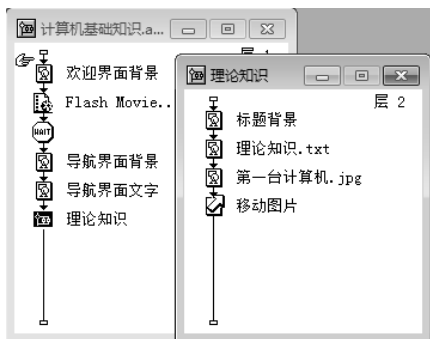 计算机基础知识.a...
层 1
欢迎界面背景
Flash Movie..
WAIT
导航界面背景
导航界面文字
理论知识
理论知识
层 2
标题背景
理论知识.txt
第一台计算机.jpg
移动图片